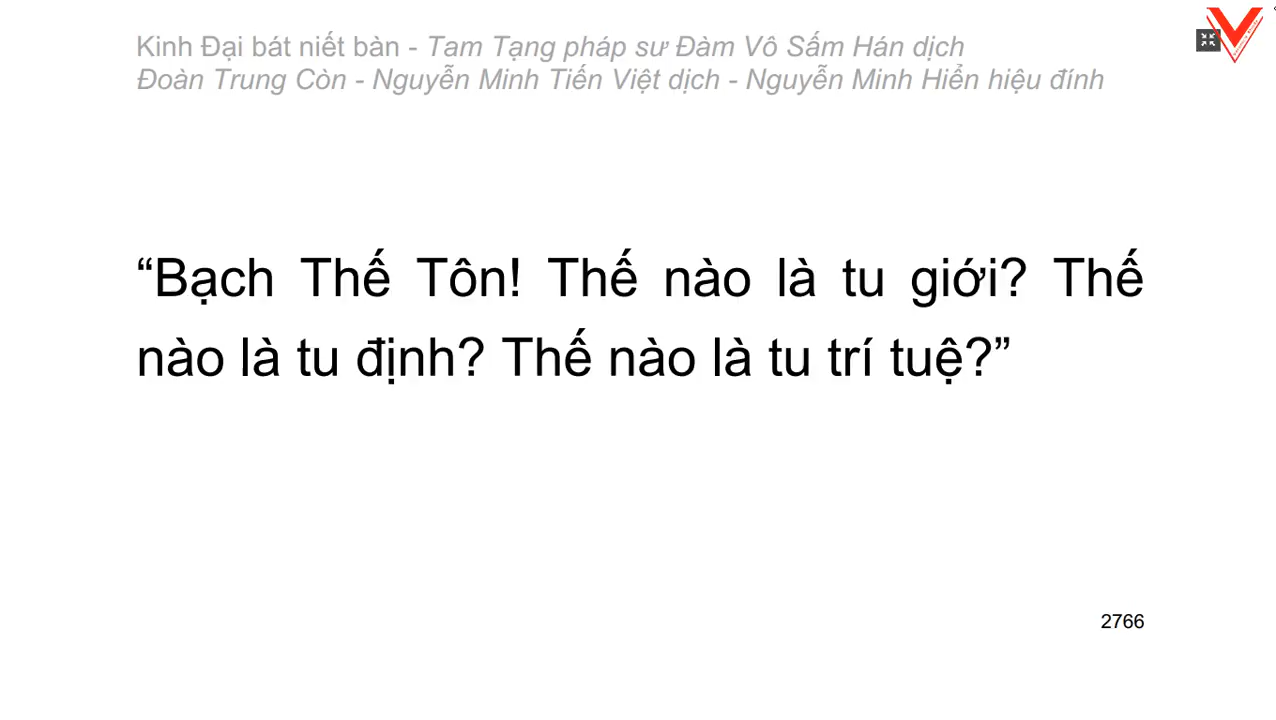 Kinh Đại bát niết bàn - Tam Tạng pháp sư Đàm Vô Sấm Hán dịch
Đoàn Trung Còn - Nguyễn Minh Tiến Việt dịch - Nguyễn Minh Hiển hiệu đính
“Bạch Thế Tôn! Thế nào là tu giới? Thế
nào là tu định? Thế nào là tu trí tuệ?”
2766